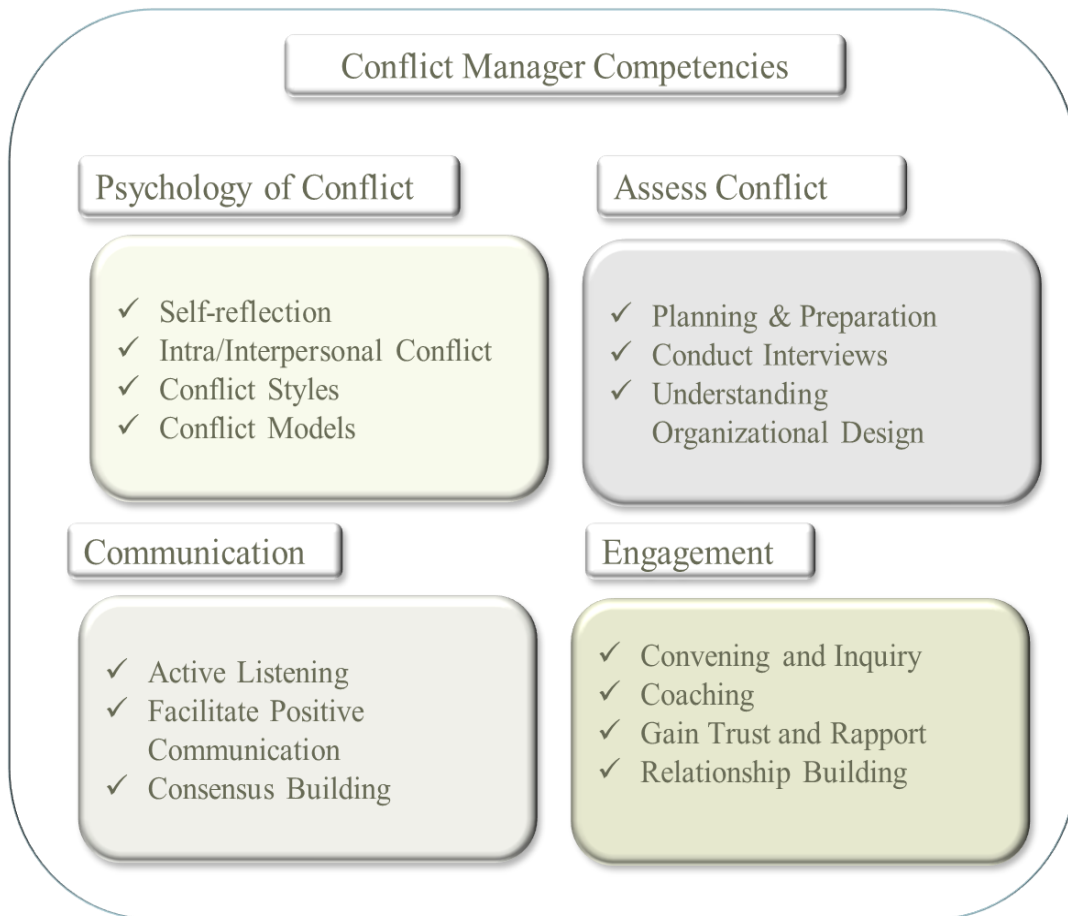 Conflict Manager Competencies
Psychology of Conflict
✓ Self-reflection
✓ Intra/Interpersonal Conflict
✓ Conflict Styles
✓ Conflict Models
Assess Conflict
✓ Planning & Preparation
✓ Conduct Interviews
✓ Understanding
Organizational Design
Communication
✓ Active Listening
✓ Facilitate Positive
Communication
✓ Consensus Building
Engagement
✓ Convening and Inquiry
✓ Coaching
✓ Gain Trust and Rapport
✓ Relationship Building